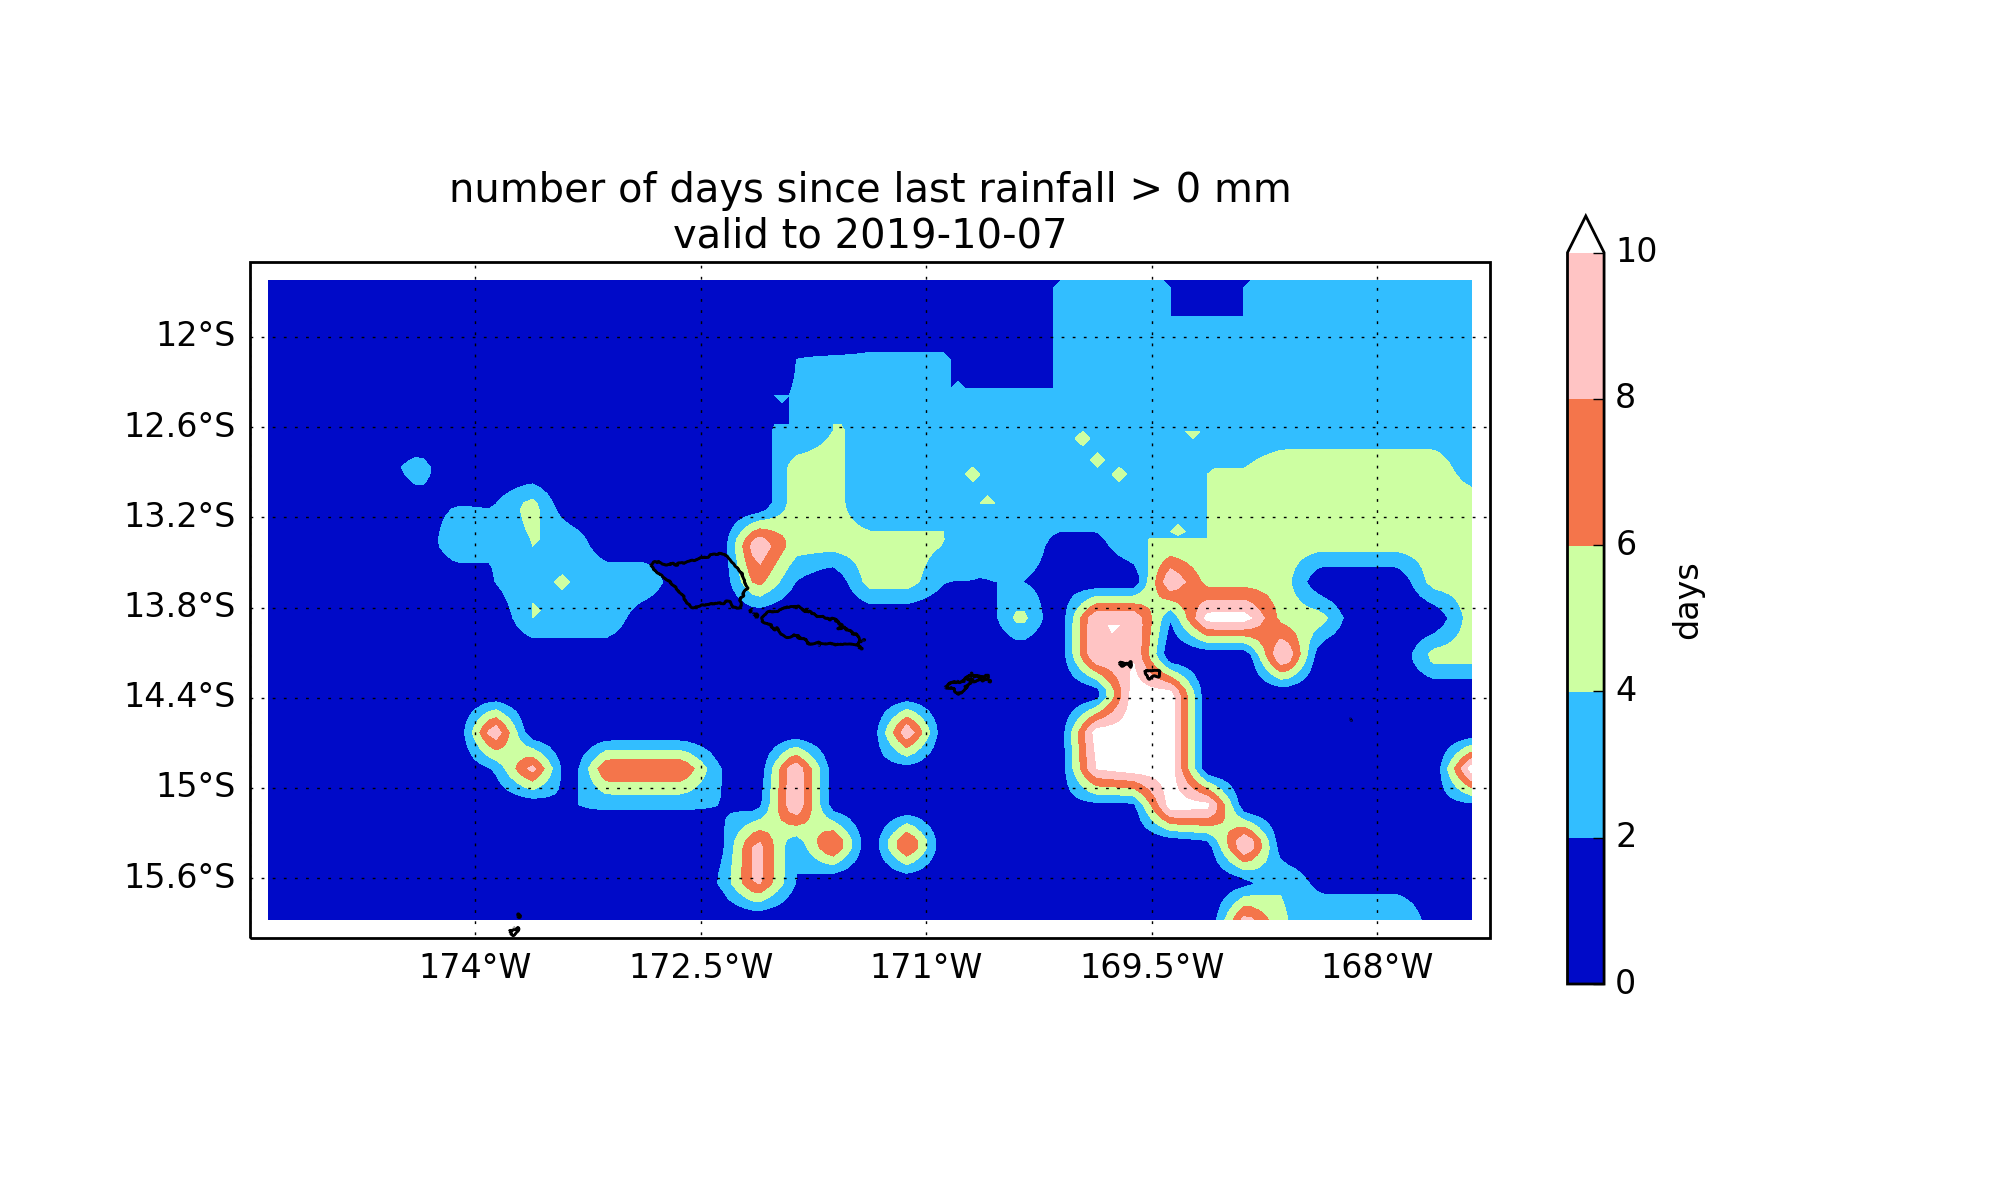 number of days since last rainfall > 0 mm
valid to 2019-10-07
12°S
12.6°S
13.2°S
13.8°S
14.4°S
15°S
15.6°S
174°W 172.5°W 171°W 169.5°W 168°W
10
8
6
4
2
0
days